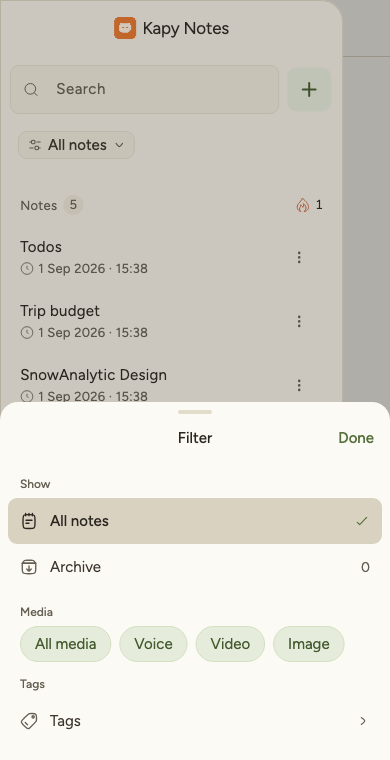 Kapy Notes
Search
All notes
Notes 5 1
Todos
1 Sep 2026 · 15:38
Trip budget
1 Sep 2026 · 15:38
SnowAnalytic Design
1 Sep 2026 · 15:38
Filter Done
Show
All notes
Archive 0
Media
All media Voice Video Image
Tags
Tags